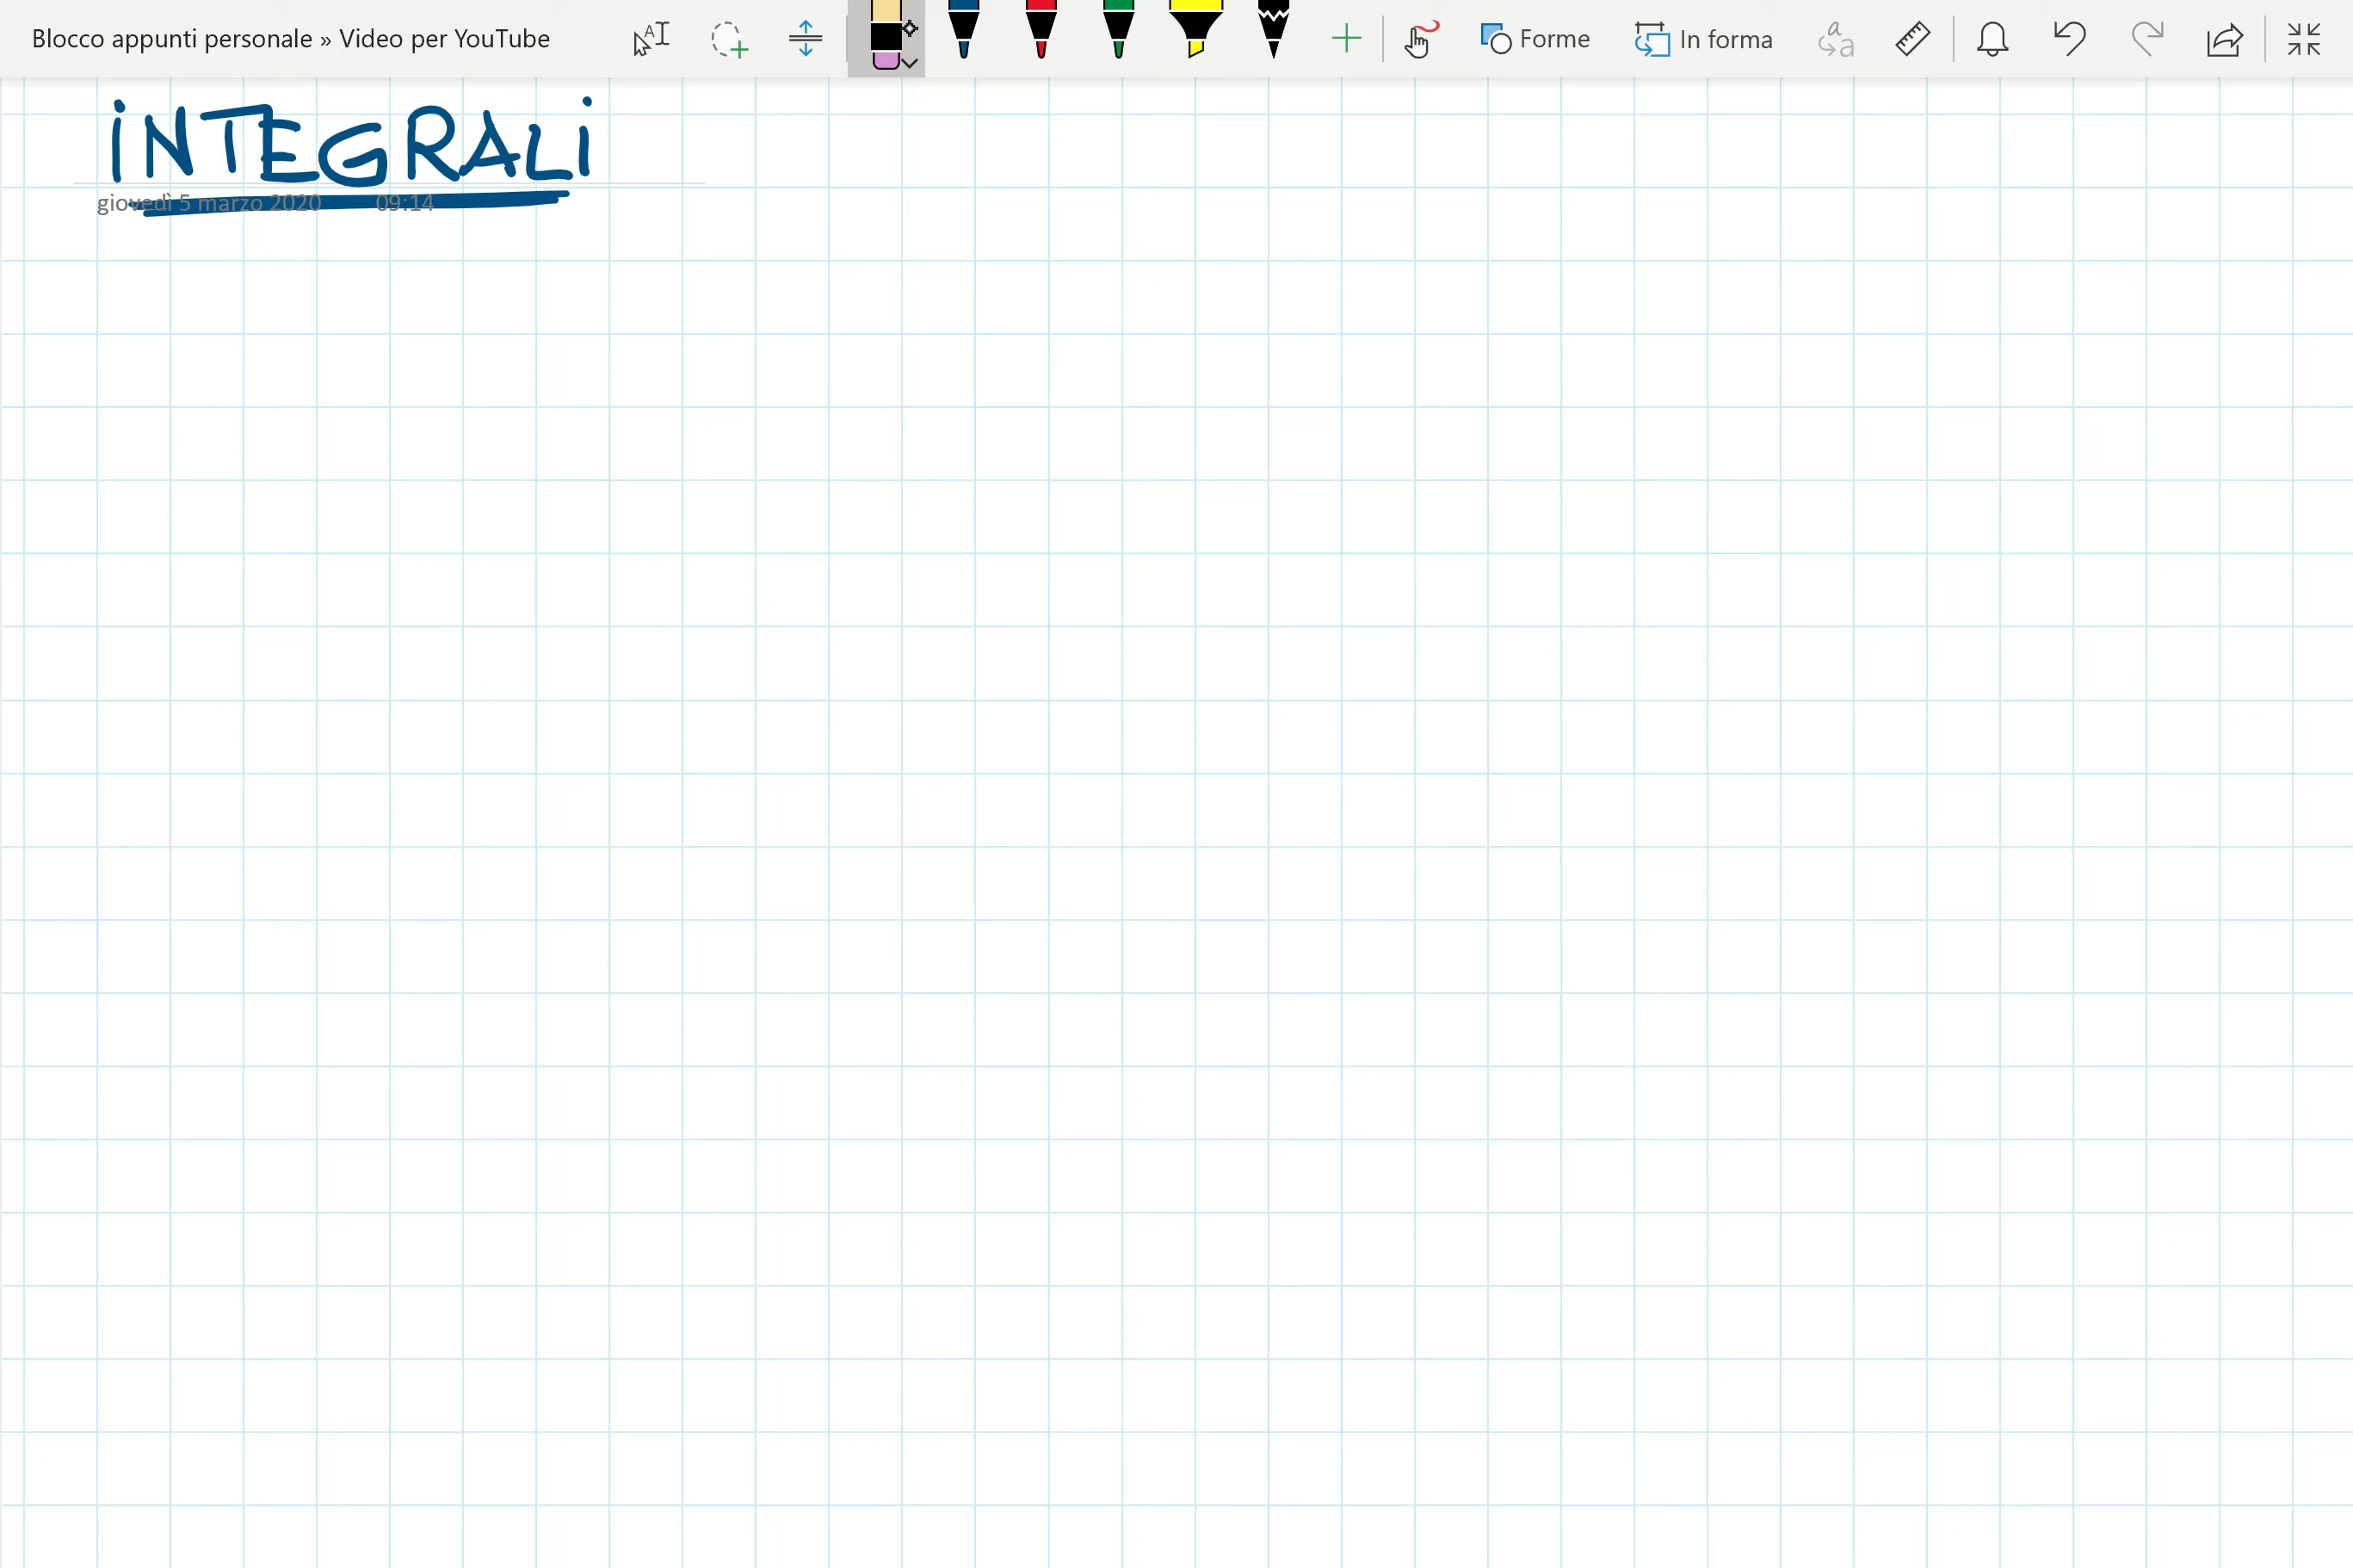 Blocco appunti personale » Video per YouTube
Forme
In forma
iNTEGRALi
giovedì 5 marzo 2020 09:14